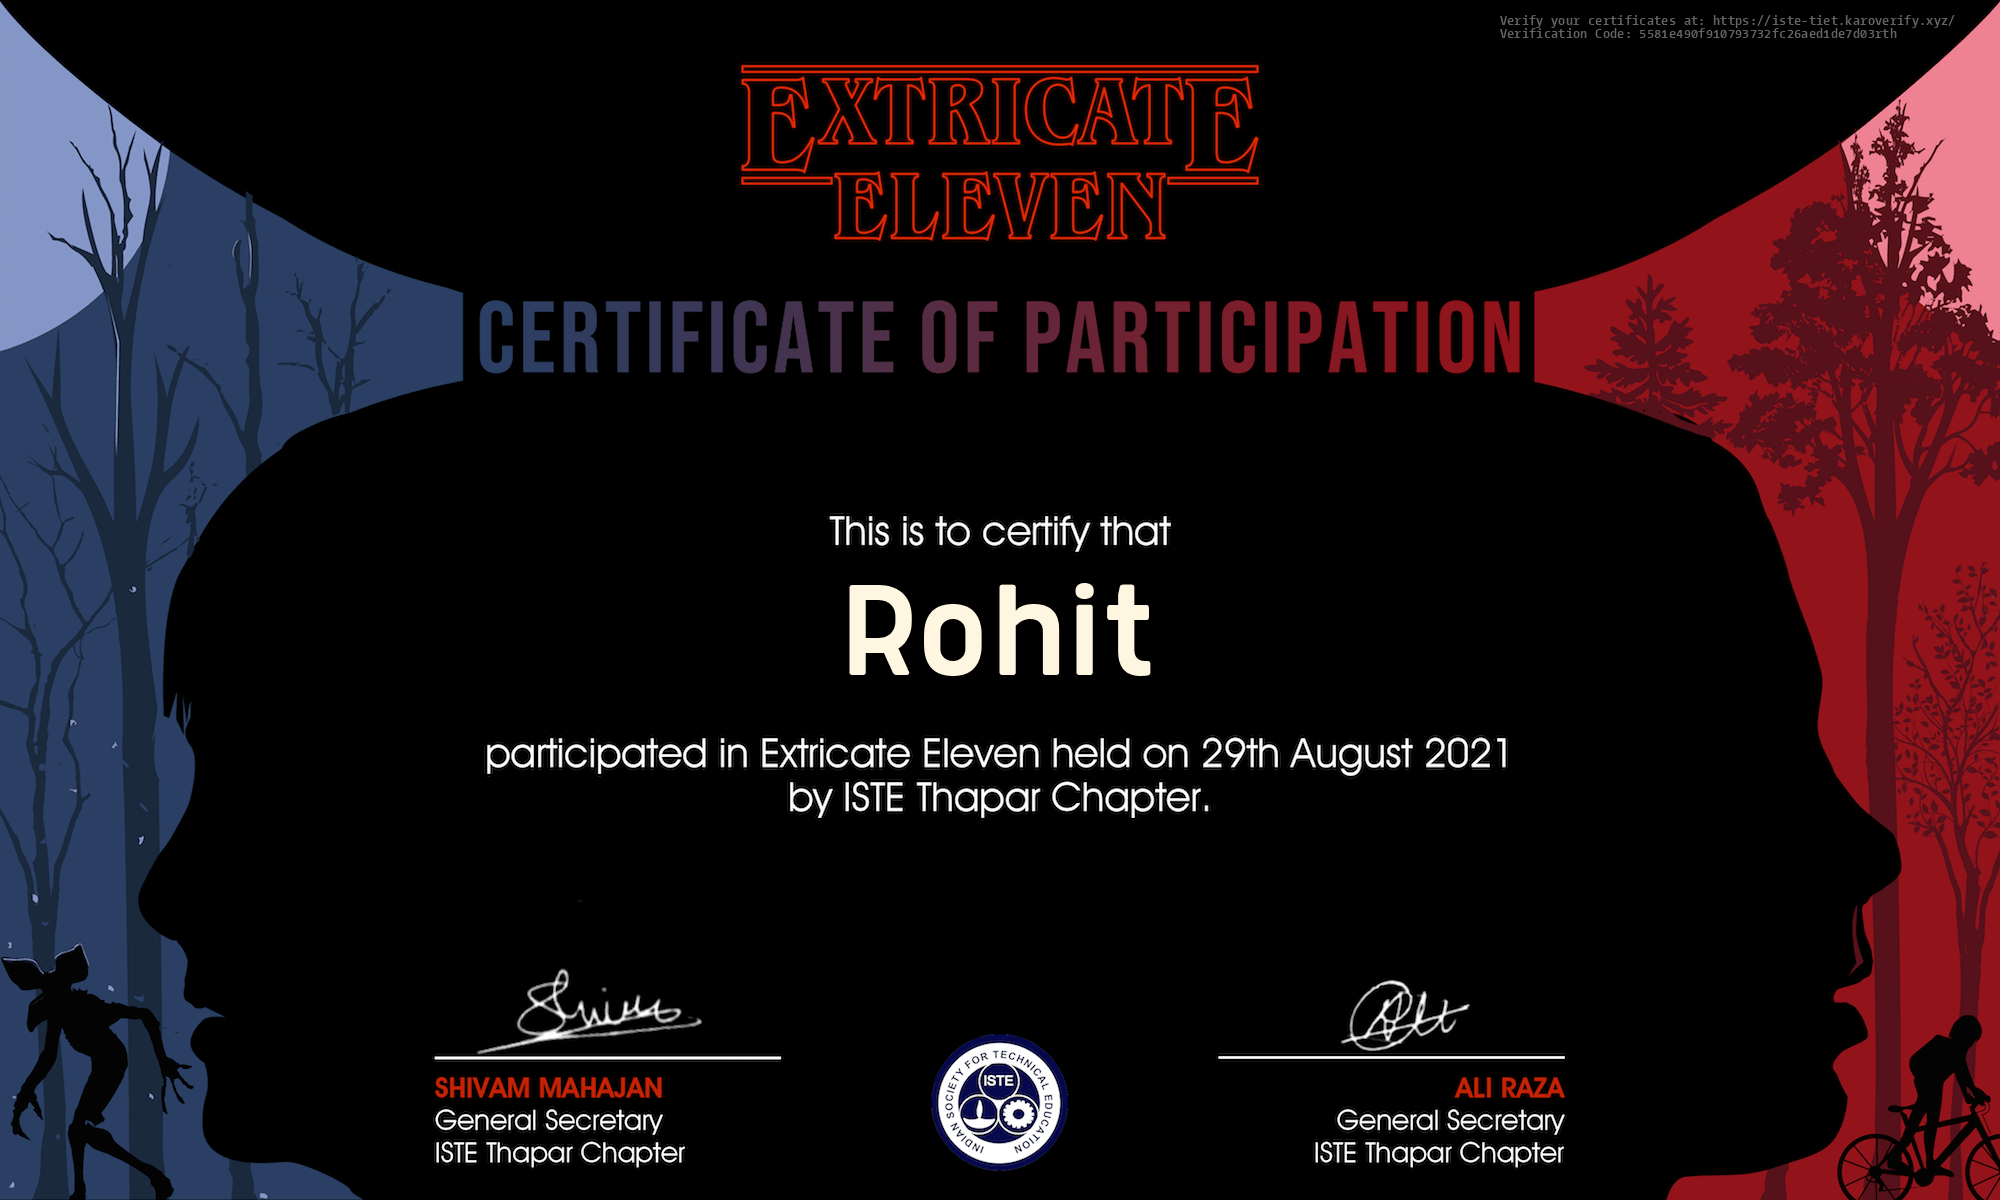 Verify your certificates at: https://iste-tiet.karoverify.xyz/
Verification Code: 5581e490f910793732fc26aed1de7d03rth
EXTRICATE
ELEVEN
CERTIFICATE OF PARTICIPATION
This is to certify that
Rohit
participated in Extricate Eleven held on 29th August 2021
by ISTE Thapar Chapter.
SHIVAM MAHAJAN
General Secretary
ISTE Thapar Chapter
INDIAN SOCIETY FOR TECHNICAL EDUCATION
ISTE
ALI RAZA
General Secretary
ISTE Thapar Chapter